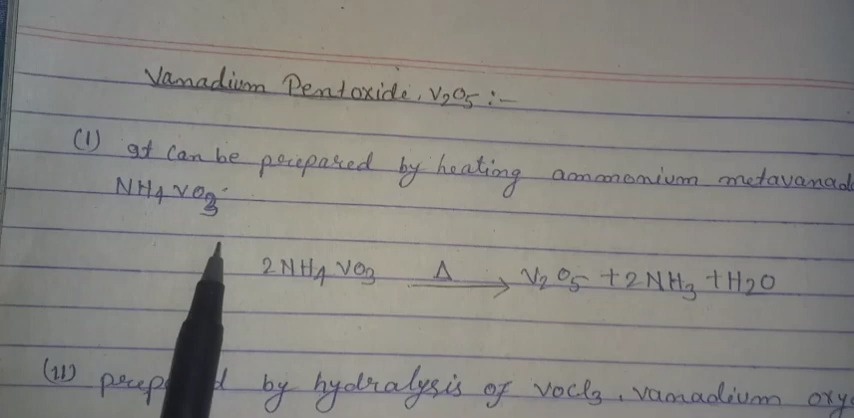 Vanadium Pentoxide, V2O5 :-
(I) It can be prepared by heating ammonium metavanad
NH4VO3.
2NH4VO3 Δ → V2O5 + 2NH3 + H2O
(II) by hydralysis of VOCl3, vanadium oxy